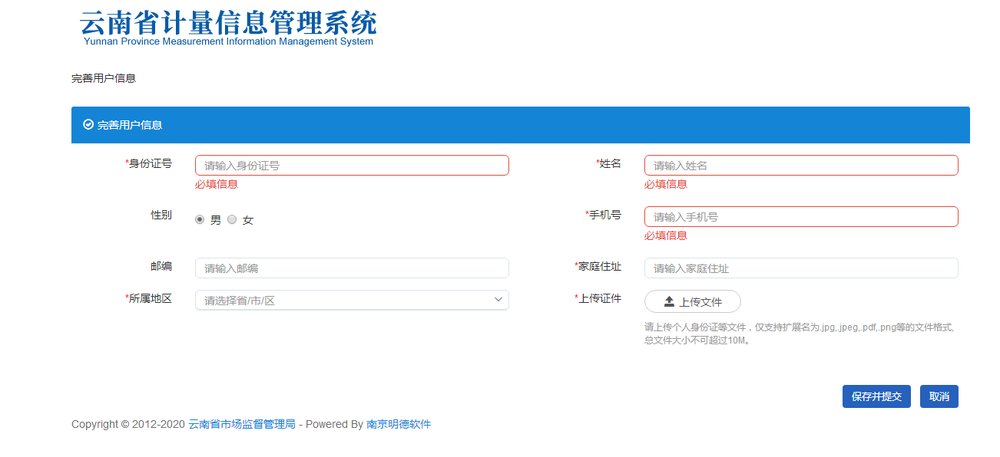 云南省计量信息管理系统
Yunnan Province Measurement Information Management System
完善用户信息
完善用户信息
*身份证号 请输入身份证号 *姓名 请输入姓名
必填信息 必填信息
性别 男 女 *手机号 请输入手机号
必填信息
邮编 请输入邮编 *家庭住址 请输入家庭住址
*所属地区 请选择省/市/区 *上传证件 上传文件
请上传个人身份证等文件，仅支持扩展名为.jpg,.jpeg,.pdf,.png等的文件格式,
总文件大小不可超过10M。
保存并提交 取消
Copyright © 2012-2020 云南省市场监督管理局 - Powered By 南京明德软件